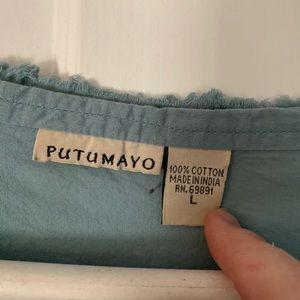 PUTUMAYO
100% COTTON
MADE IN INDIA
RN. 69891
L